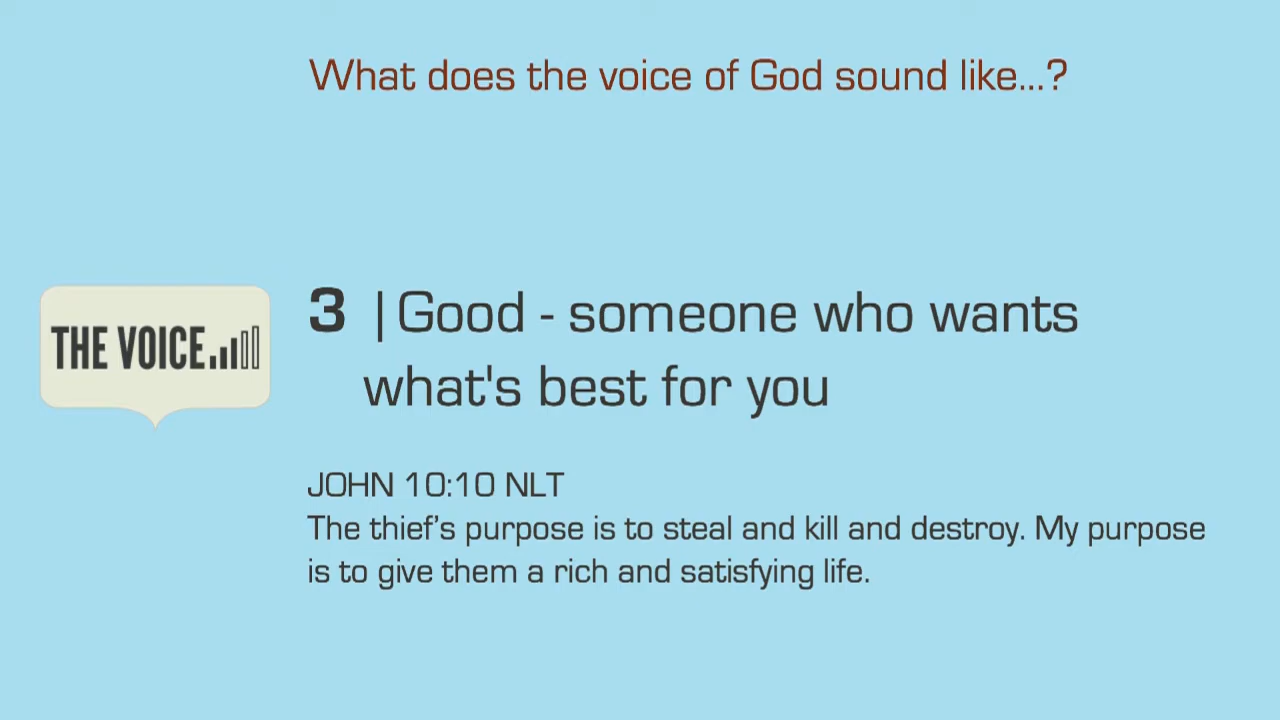 What does the voice of God sound like...?
THE VOICE
3 | Good - someone who wants
what's best for you
JOHN 10:10 NLT
The thief’s purpose is to steal and kill and destroy. My purpose
is to give them a rich and satisfying life.